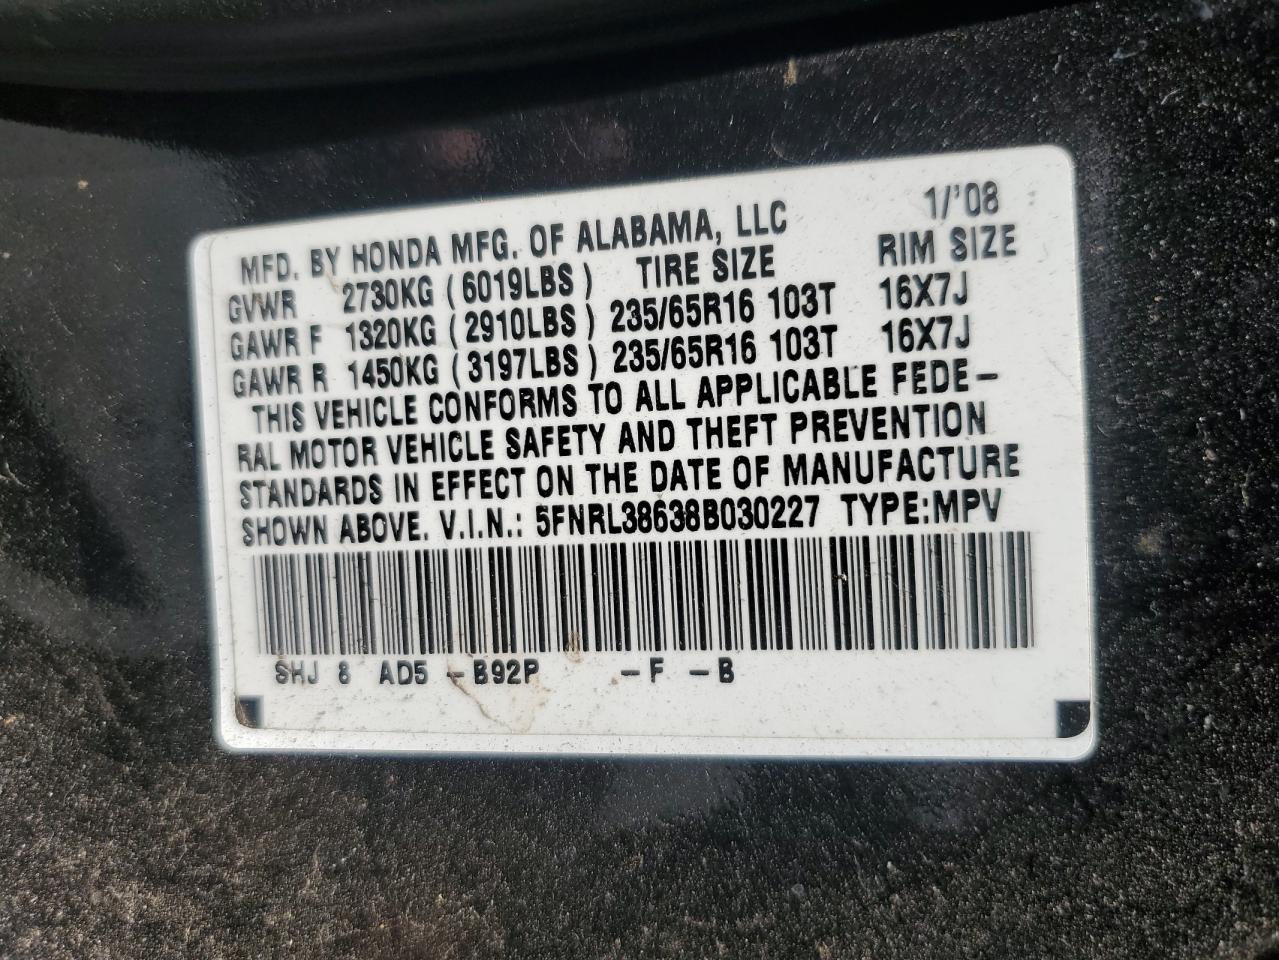 MFD. BY HONDA MFG. OF ALABAMA, LLC 1/'08
GVWR 2730KG (6019LBS) TIRE SIZE RIM SIZE
GAWR F 1320KG (2910LBS) 235/65R16 103T 16X7J
GAWR R 1450KG (3197LBS) 235/65R16 103T 16X7J
THIS VEHICLE CONFORMS TO ALL APPLICABLE FEDE-
RAL MOTOR VEHICLE SAFETY AND THEFT PREVENTION
STANDARDS IN EFFECT ON THE DATE OF MANUFACTURE
SHOWN ABOVE. V.I.N.: 5FNRL38638B030227 TYPE:MPV
SHJ 8 AD5 -B92P -F -B